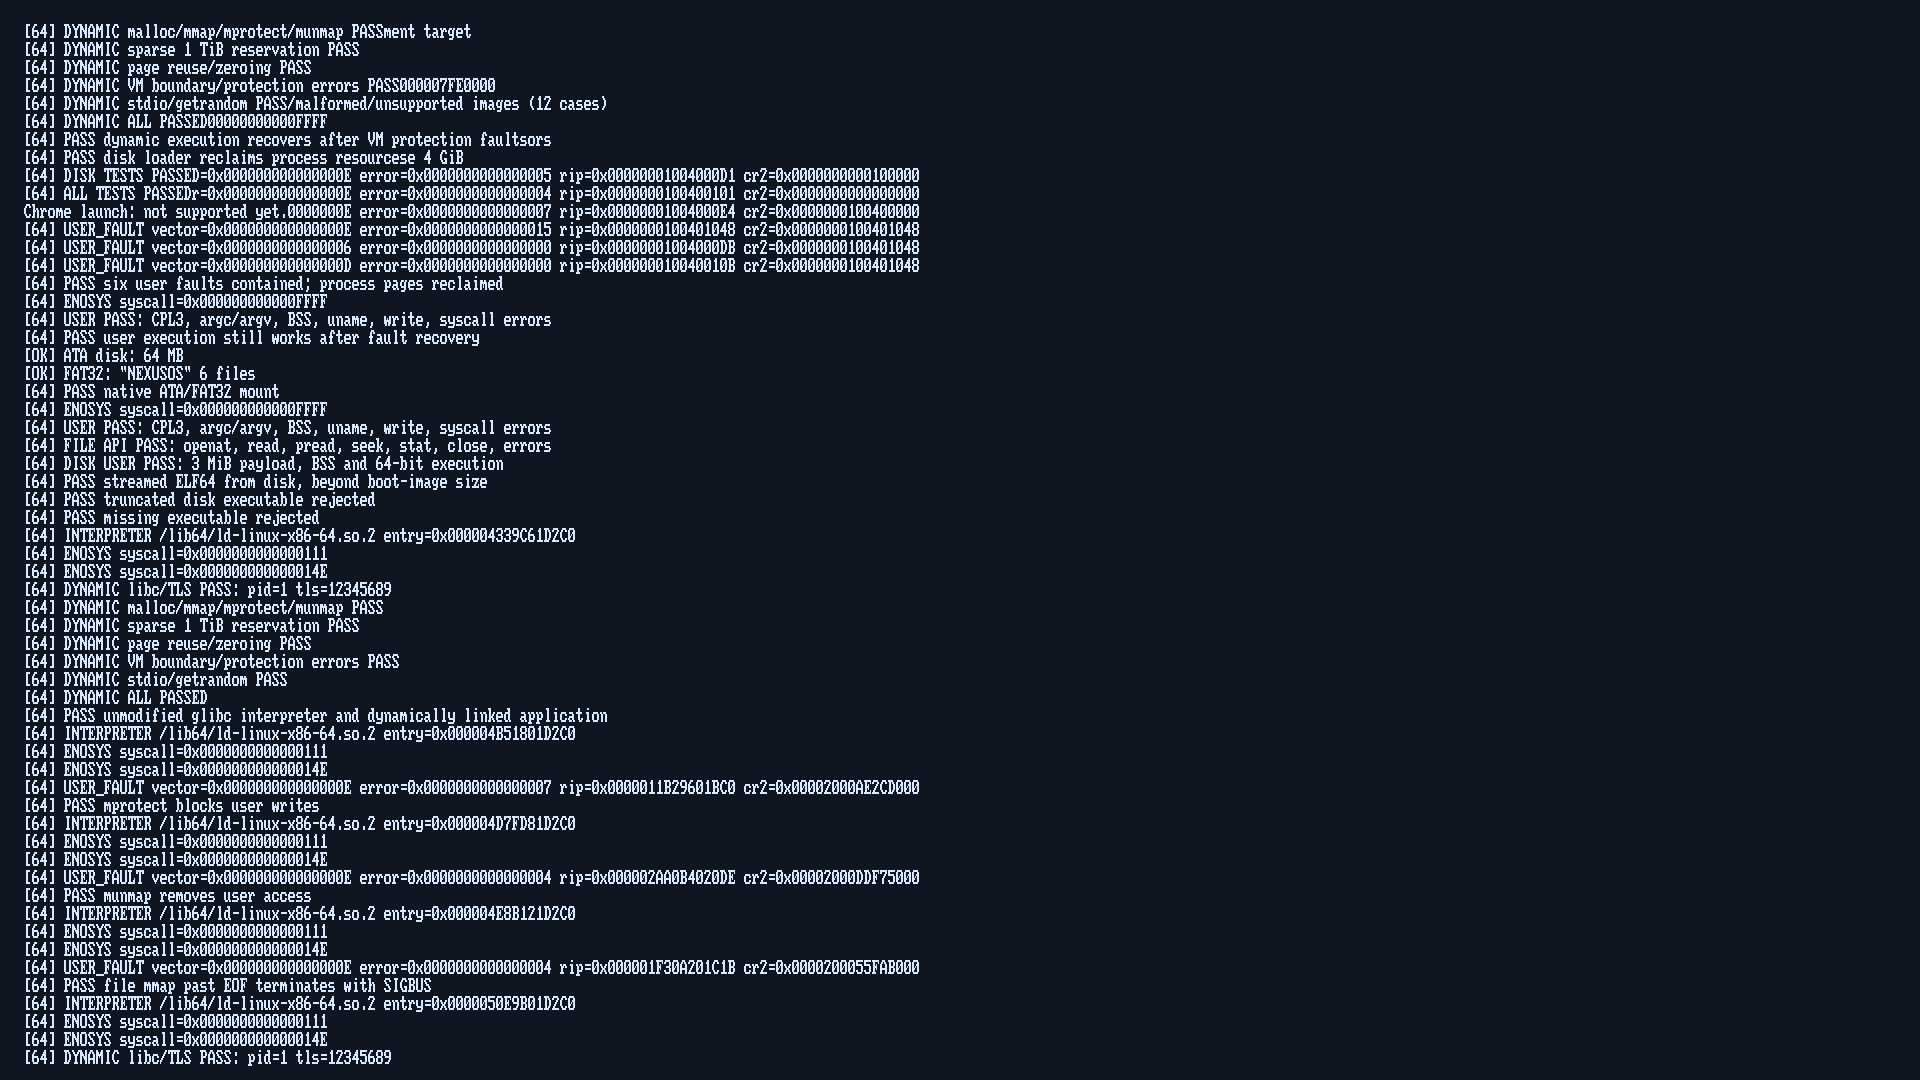 [64] DYNAMIC malloc/mmap/mprotect/munmap PASSment target
[64] DYNAMIC sparse 1 TiB reservation PASS
[64] DYNAMIC page reuse/zeroing PASS
[64] DYNAMIC VM boundary/protection errors PASS000007FE0000
[64] DYNAMIC stdio/getrandom PASS/malformed/unsupported images (12 cases)
[64] DYNAMIC ALL PASSED00000000000FFFF
[64] PASS dynamic execution recovers after VM protection faultsors
[64] PASS disk loader reclaims process resourcese 4 GiB
[64] DISK TESTS PASSED=0x000000000000000E error=0x0000000000000005 rip=0x00000001004000D1 cr2=0x0000000000100000
[64] ALL TESTS PASSEDr=0x000000000000000E error=0x0000000000000004 rip=0x0000000100400101 cr2=0x0000000000000000
Chrome launch: not supported yet.0000000E error=0x0000000000000007 rip=0x00000001004000E4 cr2=0x0000000100400000
[64] USER_FAULT vector=0x000000000000000E error=0x0000000000000015 rip=0x0000000100401048 cr2=0x0000000100401048
[64] USER_FAULT vector=0x0000000000000006 error=0x0000000000000000 rip=0x00000001004000DB cr2=0x0000000100401048
[64] USER_FAULT vector=0x000000000000000D error=0x0000000000000000 rip=0x000000010040010B cr2=0x0000000100401048
[64] PASS six user faults contained; process pages reclaimed
[64] ENOSYS syscall=0x000000000000FFFF
[64] USER PASS: CPL3, argc/argv, BSS, uname, write, syscall errors
[64] PASS user execution still works after fault recovery
[OK] ATA disk: 64 MB
[OK] FAT32: "NEXUSOS" 6 files
[64] PASS native ATA/FAT32 mount
[64] ENOSYS syscall=0x000000000000FFFF
[64] USER PASS: CPL3, argc/argv, BSS, uname, write, syscall errors
[64] FILE API PASS: openat, read, pread, seek, stat, close, errors
[64] DISK USER PASS: 3 MiB payload, BSS and 64-bit execution
[64] PASS streamed ELF64 from disk, beyond boot-image size
[64] PASS truncated disk executable rejected
[64] PASS missing executable rejected
[64] INTERPRETER /lib64/ld-linux-x86-64.so.2 entry=0x000004339C61D2C0
[64] ENOSYS syscall=0x0000000000000111
[64] ENOSYS syscall=0x000000000000014E
[64] DYNAMIC libc/TLS PASS: pid=1 tls=12345689
[64] DYNAMIC malloc/mmap/mprotect/munmap PASS
[64] DYNAMIC sparse 1 TiB reservation PASS
[64] DYNAMIC page reuse/zeroing PASS
[64] DYNAMIC VM boundary/protection errors PASS
[64] DYNAMIC stdio/getrandom PASS
[64] DYNAMIC ALL PASSED
[64] PASS unmodified glibc interpreter and dynamically linked application
[64] INTERPRETER /lib64/ld-linux-x86-64.so.2 entry=0x000004B51801D2C0
[64] ENOSYS syscall=0x0000000000000111
[64] ENOSYS syscall=0x000000000000014E
[64] USER_FAULT vector=0x000000000000000E error=0x0000000000000007 rip=0x0000011B29601BC0 cr2=0x00002000AE2CD000
[64] PASS mprotect blocks user writes
[64] INTERPRETER /lib64/ld-linux-x86-64.so.2 entry=0x000004D7FD81D2C0
[64] ENOSYS syscall=0x0000000000000111
[64] ENOSYS syscall=0x000000000000014E
[64] USER_FAULT vector=0x000000000000000E error=0x0000000000000004 rip=0x000002AA0B4020DE cr2=0x00002000DDF75000
[64] PASS munmap removes user access
[64] INTERPRETER /lib64/ld-linux-x86-64.so.2 entry=0x000004E8B121D2C0
[64] ENOSYS syscall=0x0000000000000111
[64] ENOSYS syscall=0x000000000000014E
[64] USER_FAULT vector=0x000000000000000E error=0x0000000000000004 rip=0x000001F30A201C1B cr2=0x0000200055FAB000
[64] PASS file mmap past EOF terminates with SIGBUS
[64] INTERPRETER /lib64/ld-linux-x86-64.so.2 entry=0x0000050E9B01D2C0
[64] ENOSYS syscall=0x0000000000000111
[64] ENOSYS syscall=0x000000000000014E
[64] DYNAMIC libc/TLS PASS: pid=1 tls=12345689